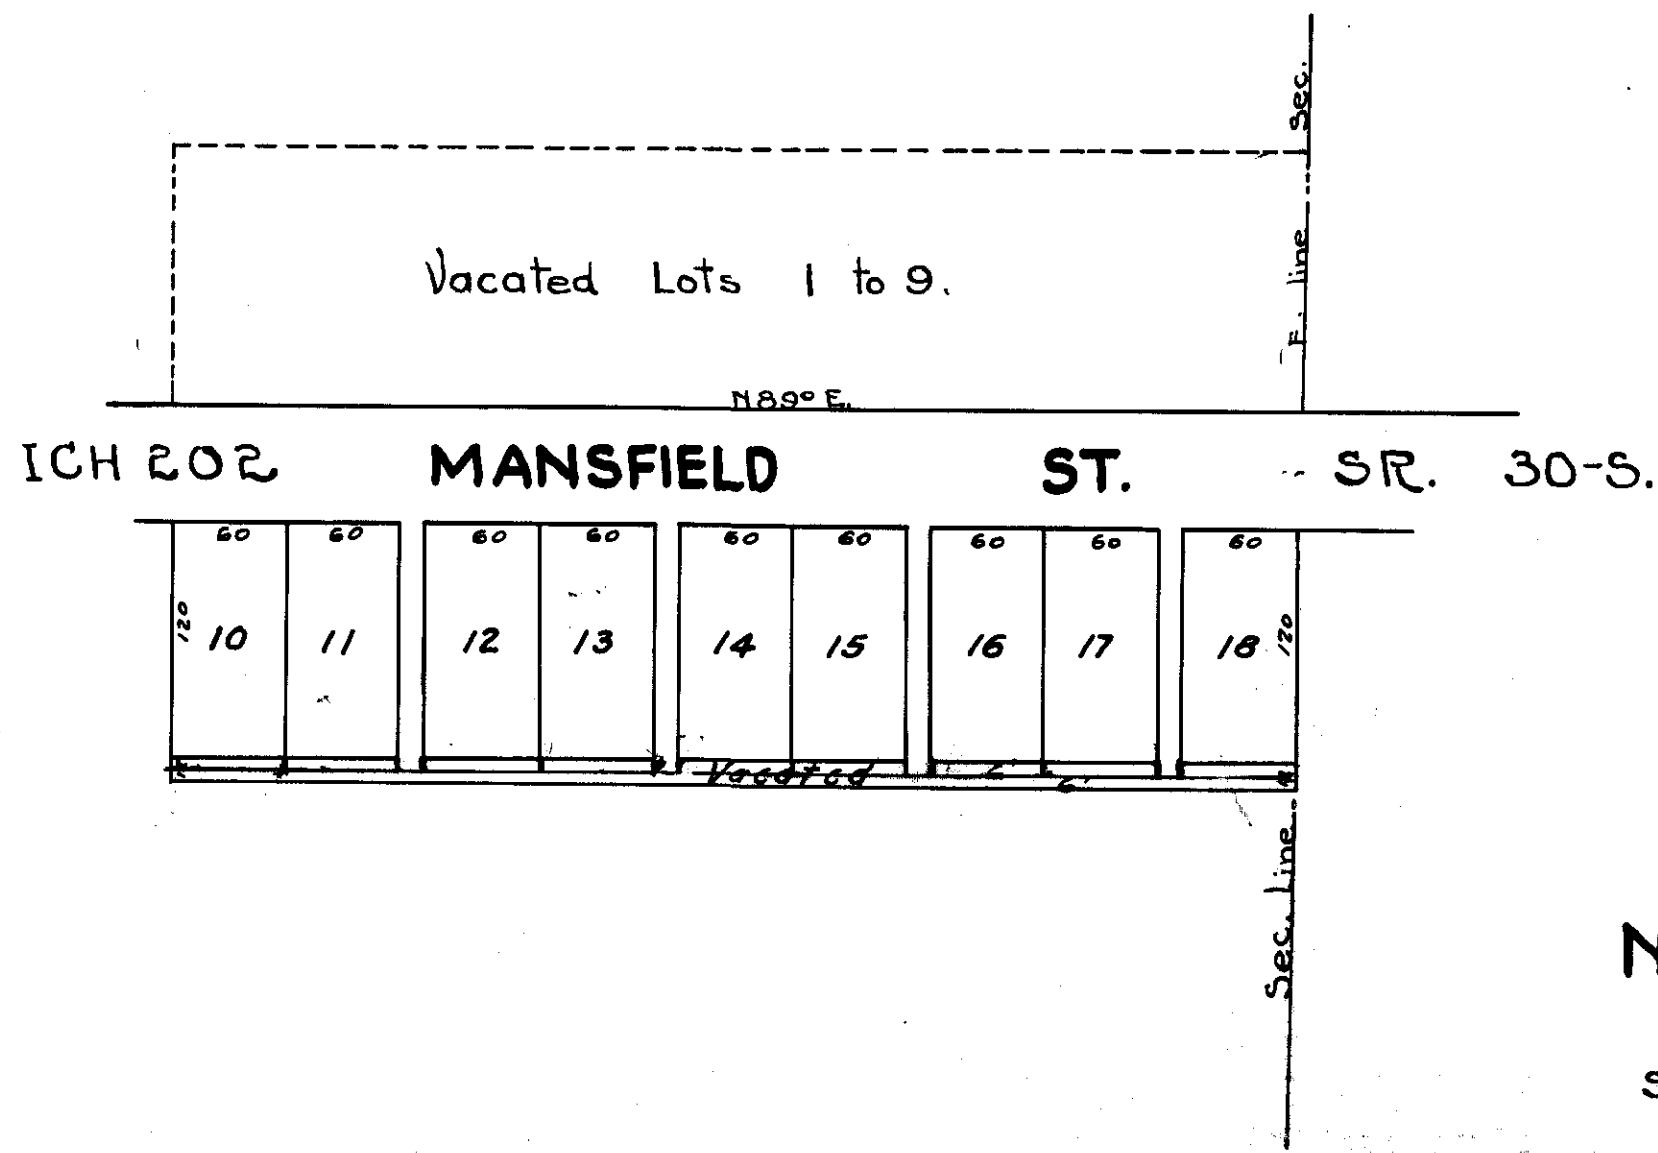 Sec.
E. line
Vacated Lots 1 to 9.
N89° E.
ICH 202 MANSFIELD ST. SR. 30-S.
60 60 60 60 60 60 60 60 60
120 10 11 12 13 14 15 16 17 18 120
Vacated
Sec. Line
N
S